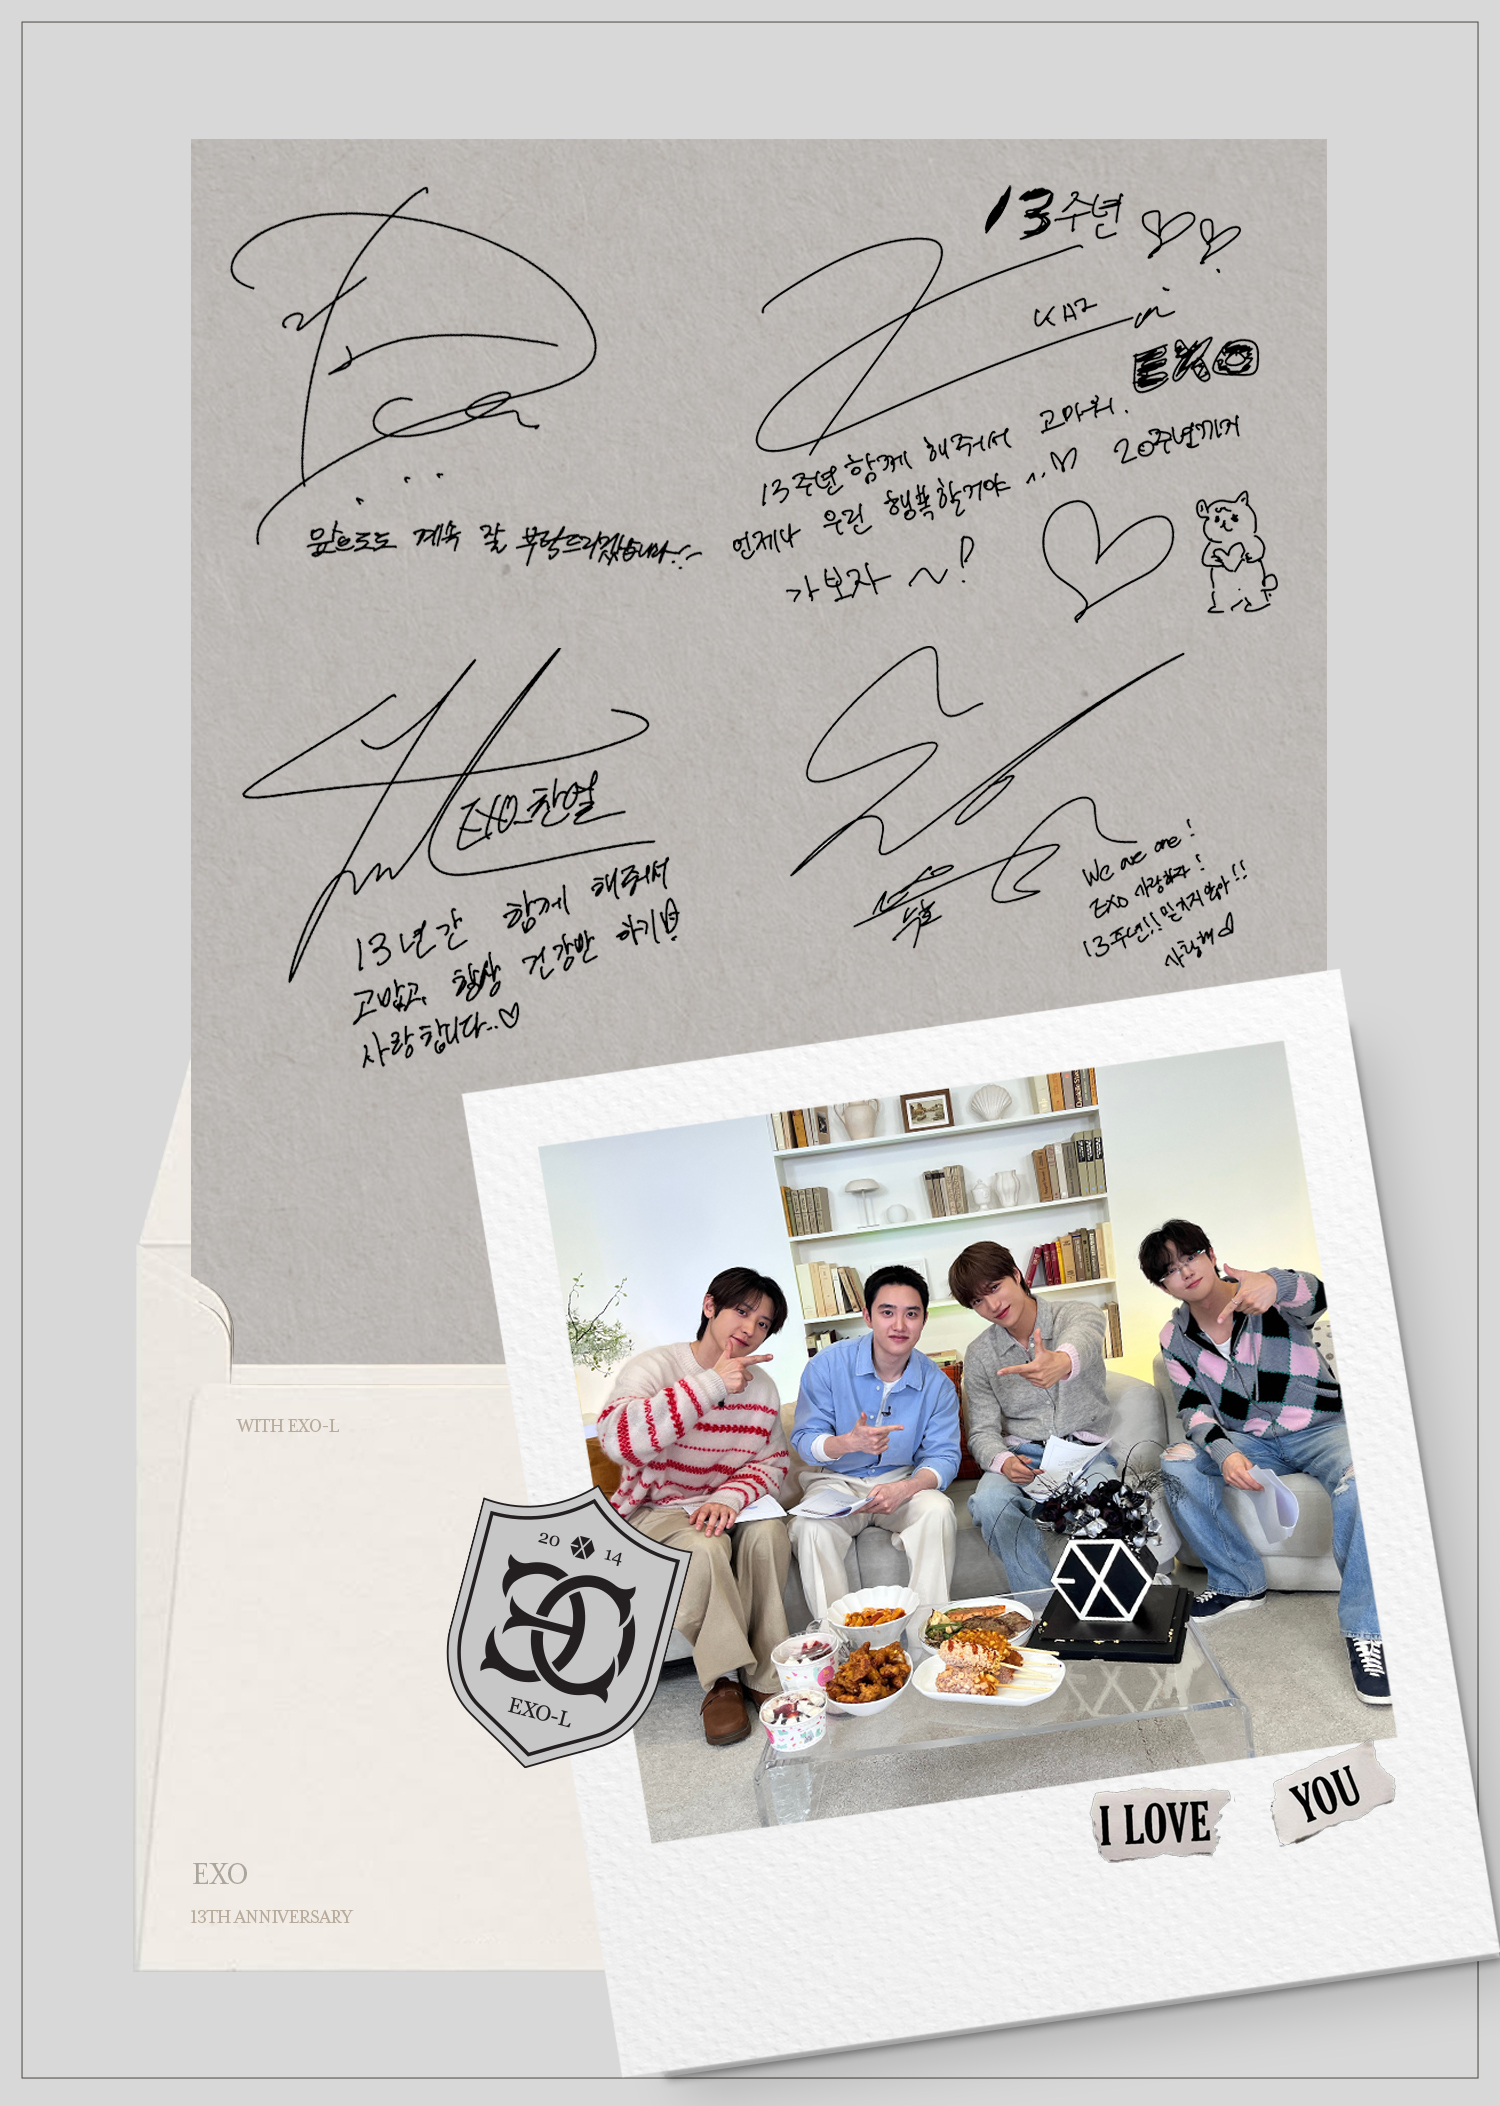 앞으로도 계속 잘 부탁드리겠습니다
13주년
KAI
EXO
13주년 함께 해줘서 고마워.
언제나 우린 행복할거야 ^..♡ 20주년까지
가보자 ~!
EXO_찬열
13년간 함께 해줘서
고맙고, 항상 건강만 하기!
사랑합니다..♡
We are one!
EXO 사랑하자!
13주년!! 믿기지 않아!!
사랑해♡
WITH EXO-L
20 14
EXO-L
EXO
I LOVE YOU
EXO
13TH ANNIVERSARY